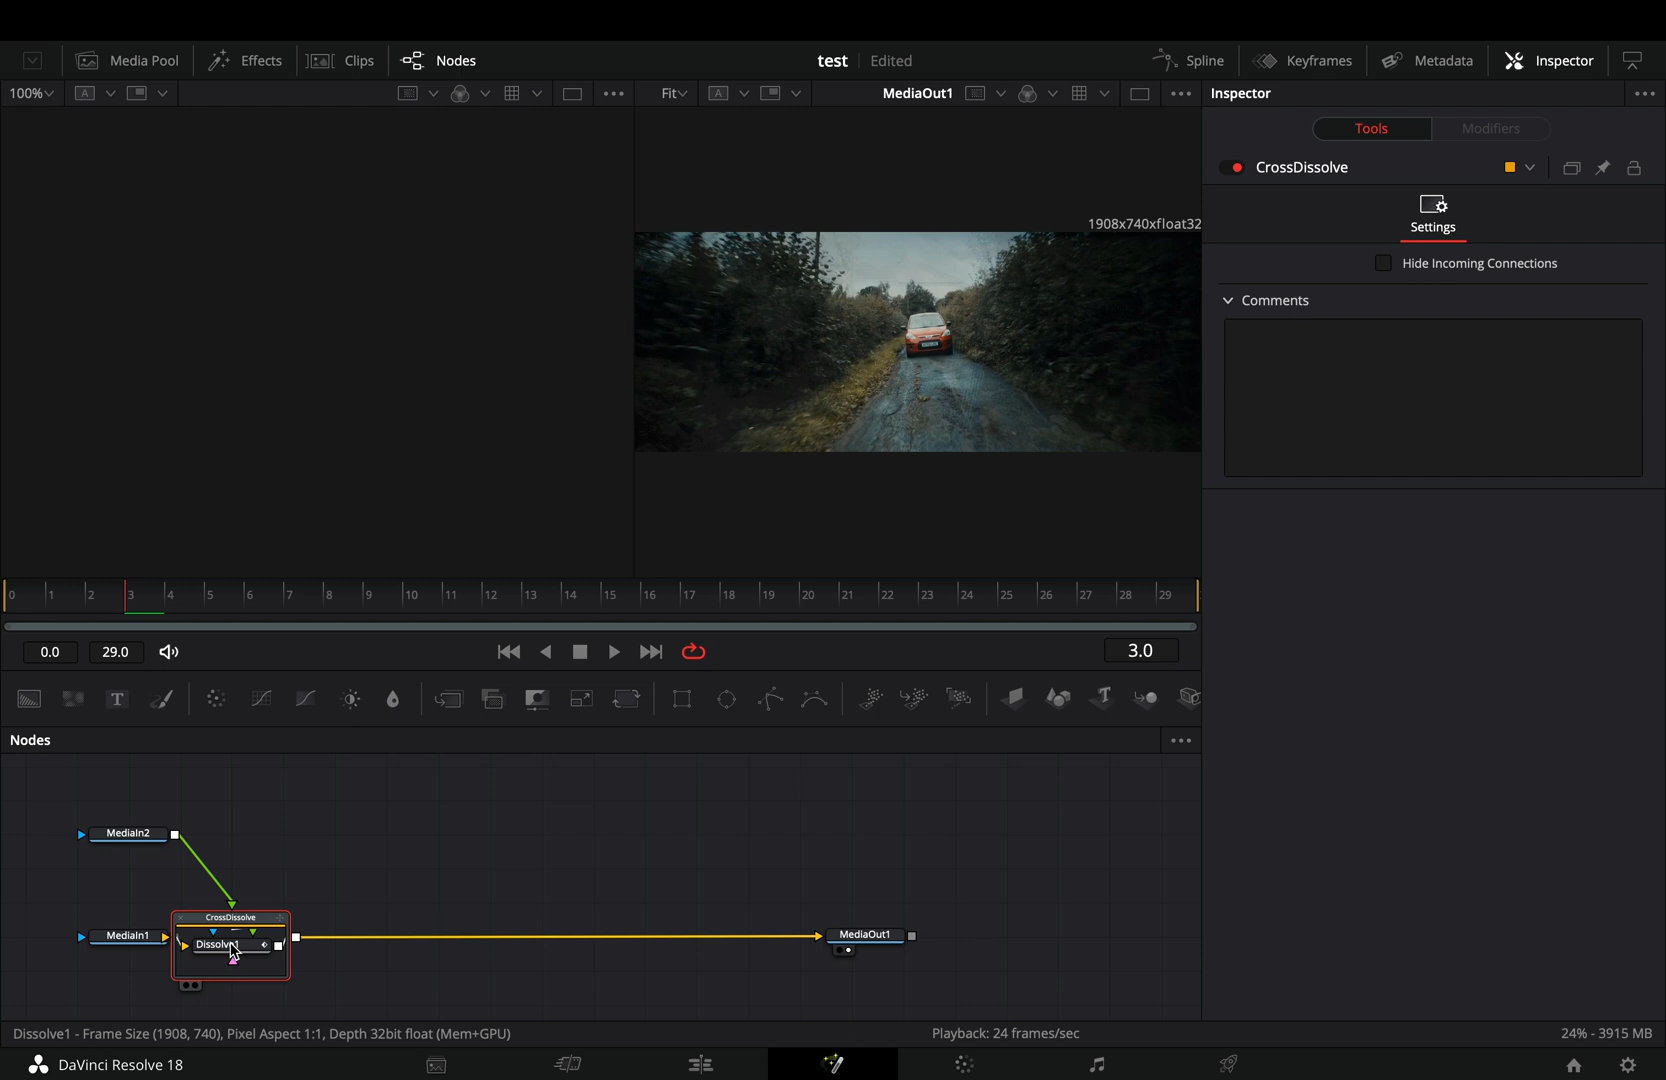 Media Pool
Effects
Clips
Nodes
test
Edited
Spline
Keyframes
Metadata
Inspector
100%
A
Fit
A
MediaOut1
Inspector
Tools
Modifiers
CrossDissolve
Settings
Hide Incoming Connections
Comments
1908x740xfloat32
0 1 2 3 4 5 6 7 8 9 10 11 12 13 14 15 16 17 18 19 20 21 22 23 24 25 26 27 28 29
0.0
29.0
3.0
T
T
Nodes
MediaIn2
CrossDissolve
MediaIn1
Dissolve1
MediaOut1
Dissolve1 - Frame Size (1908, 740), Pixel Aspect 1:1, Depth 32bit float (Mem+GPU)
Playback: 24 frames/sec
24% - 3915 MB
DaVinci Resolve 18